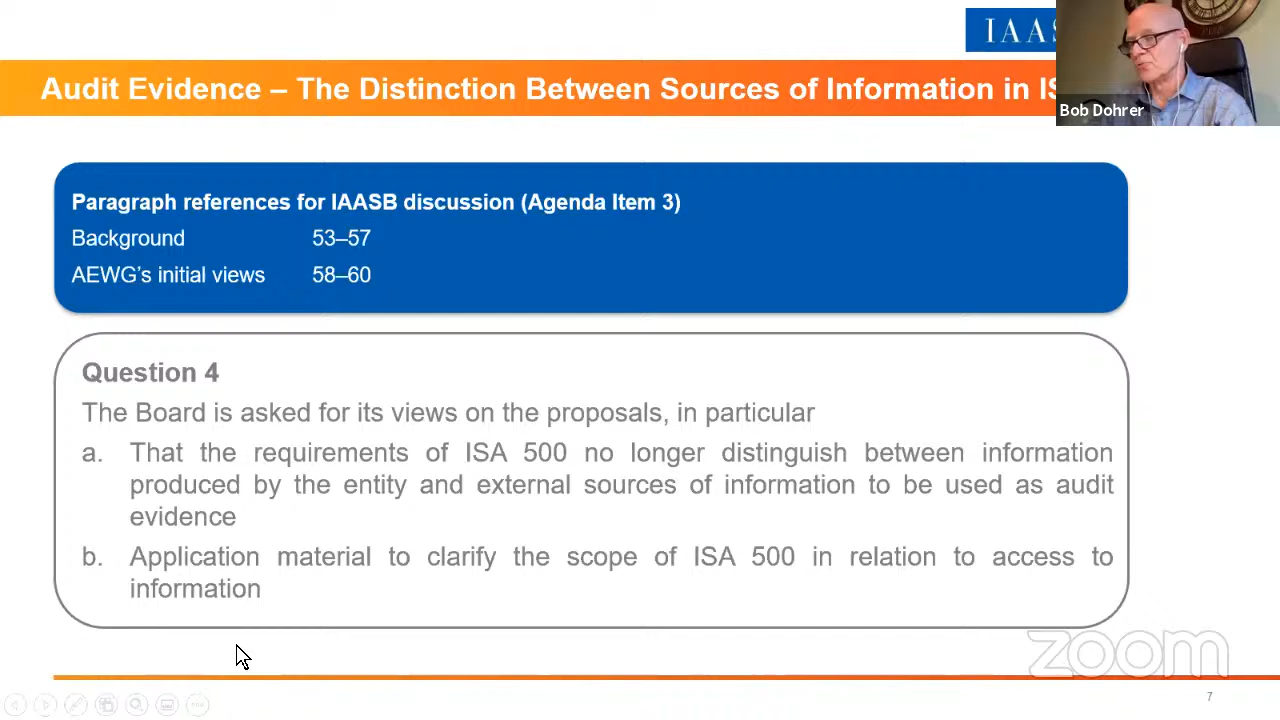 IAAS
Audit Evidence – The Distinction Between Sources of Information in IS
Bob Dohrer
Paragraph references for IAASB discussion (Agenda Item 3)
Background 53–57
AEWG's initial views 58–60
Question 4
The Board is asked for its views on the proposals, in particular
a. That the requirements of ISA 500 no longer distinguish between information
produced by the entity and external sources of information to be used as audit
evidence
b. Application material to clarify the scope of ISA 500 in relation to access to
information
zoom
7